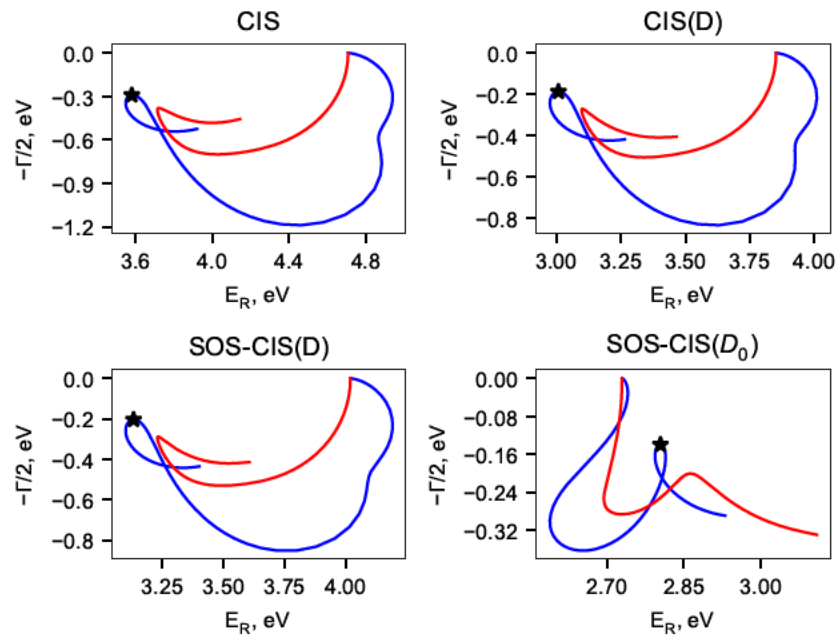 CIS
0.0
−0.3
−0.6
−0.9
−1.2
−Γ/2, eV
3.6 4.0 4.4 4.8
E_R, eV
CIS(D)
0.0
−0.2
−0.4
−0.6
−0.8
−Γ/2, eV
3.00 3.25 3.50 3.75 4.00
E_R, eV
SOS-CIS(D)
0.0
−0.2
−0.4
−0.6
−0.8
−Γ/2, eV
3.25 3.50 3.75 4.00
E_R, eV
SOS-CIS(D₀)
0.00
−0.08
−0.16
−0.24
−0.32
−Γ/2, eV
2.70 2.85 3.00
E_R, eV